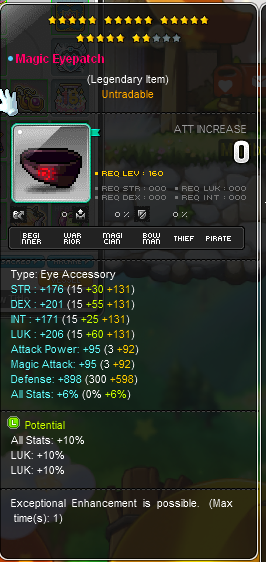 Magic Eyepatch
(Legendary Item)
Untradable
ATT INCREASE
0
REQ LEV : 160
REQ STR : 000
REQ LUK : 000
REQ DEX : 000
REQ INT : 000
0
0 %
0 %
BEGINNER WARRIOR MAGICIAN BOWMAN THIEF PIRATE
Type: Eye Accessory
STR : +176 (15 +30 +131)
DEX : +201 (15 +55 +131)
INT : +171 (15 +25 +131)
LUK : +206 (15 +60 +131)
Attack Power: +95 (3 +92)
Magic Attack: +95 (3 +92)
Defense: +898 (300 +598)
All Stats: +6% (0% +6%)
L Potential
All Stats: +10%
LUK: +10%
LUK: +10%
Exceptional Enhancement is possible. (Max
time(s): 1)